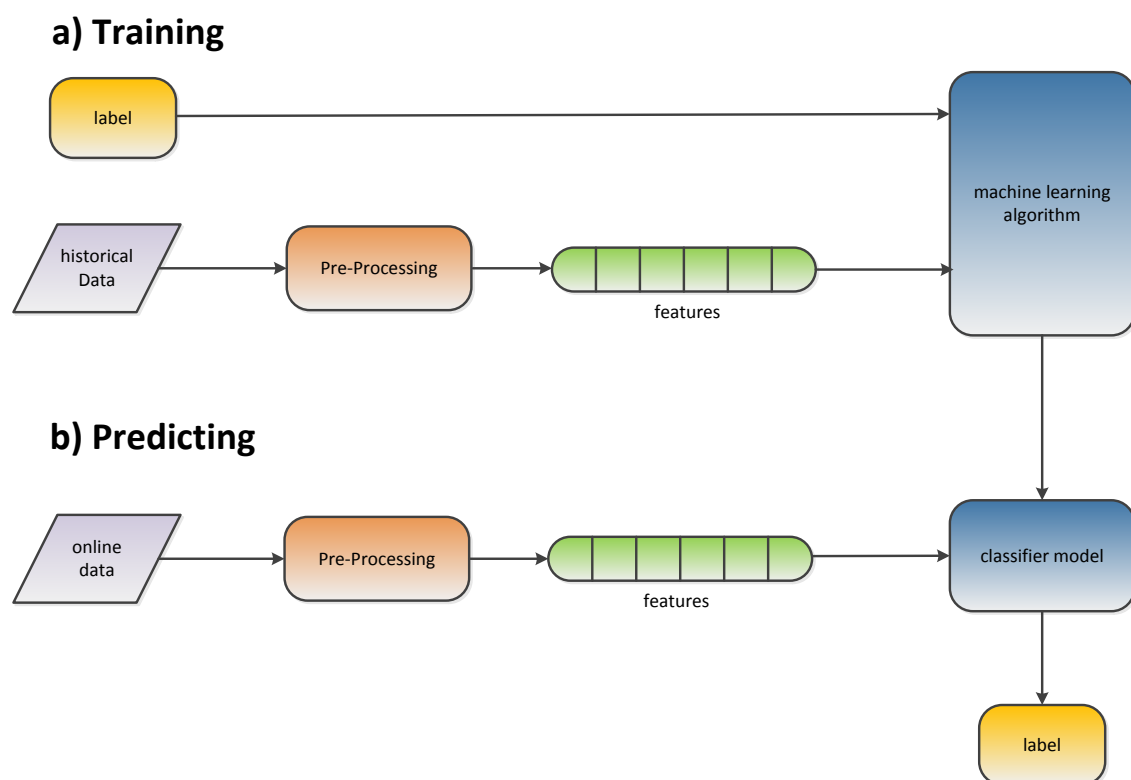 a) Training
label
machine learning
algorithm
historical
Data
Pre-Processing
features
b) Predicting
online
data
Pre-Processing
features
classifier model
label